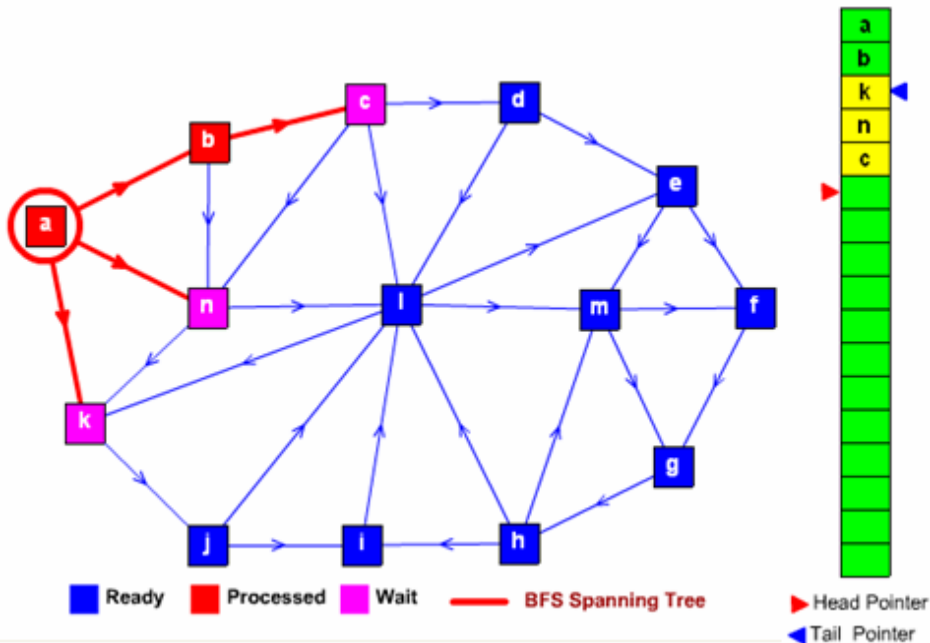 a
b
k
n
c
c
d
b
e
a
n
l
m
f
k
g
j
i
h
Ready Processed Wait BFS Spanning Tree
Head Pointer
Tail Pointer